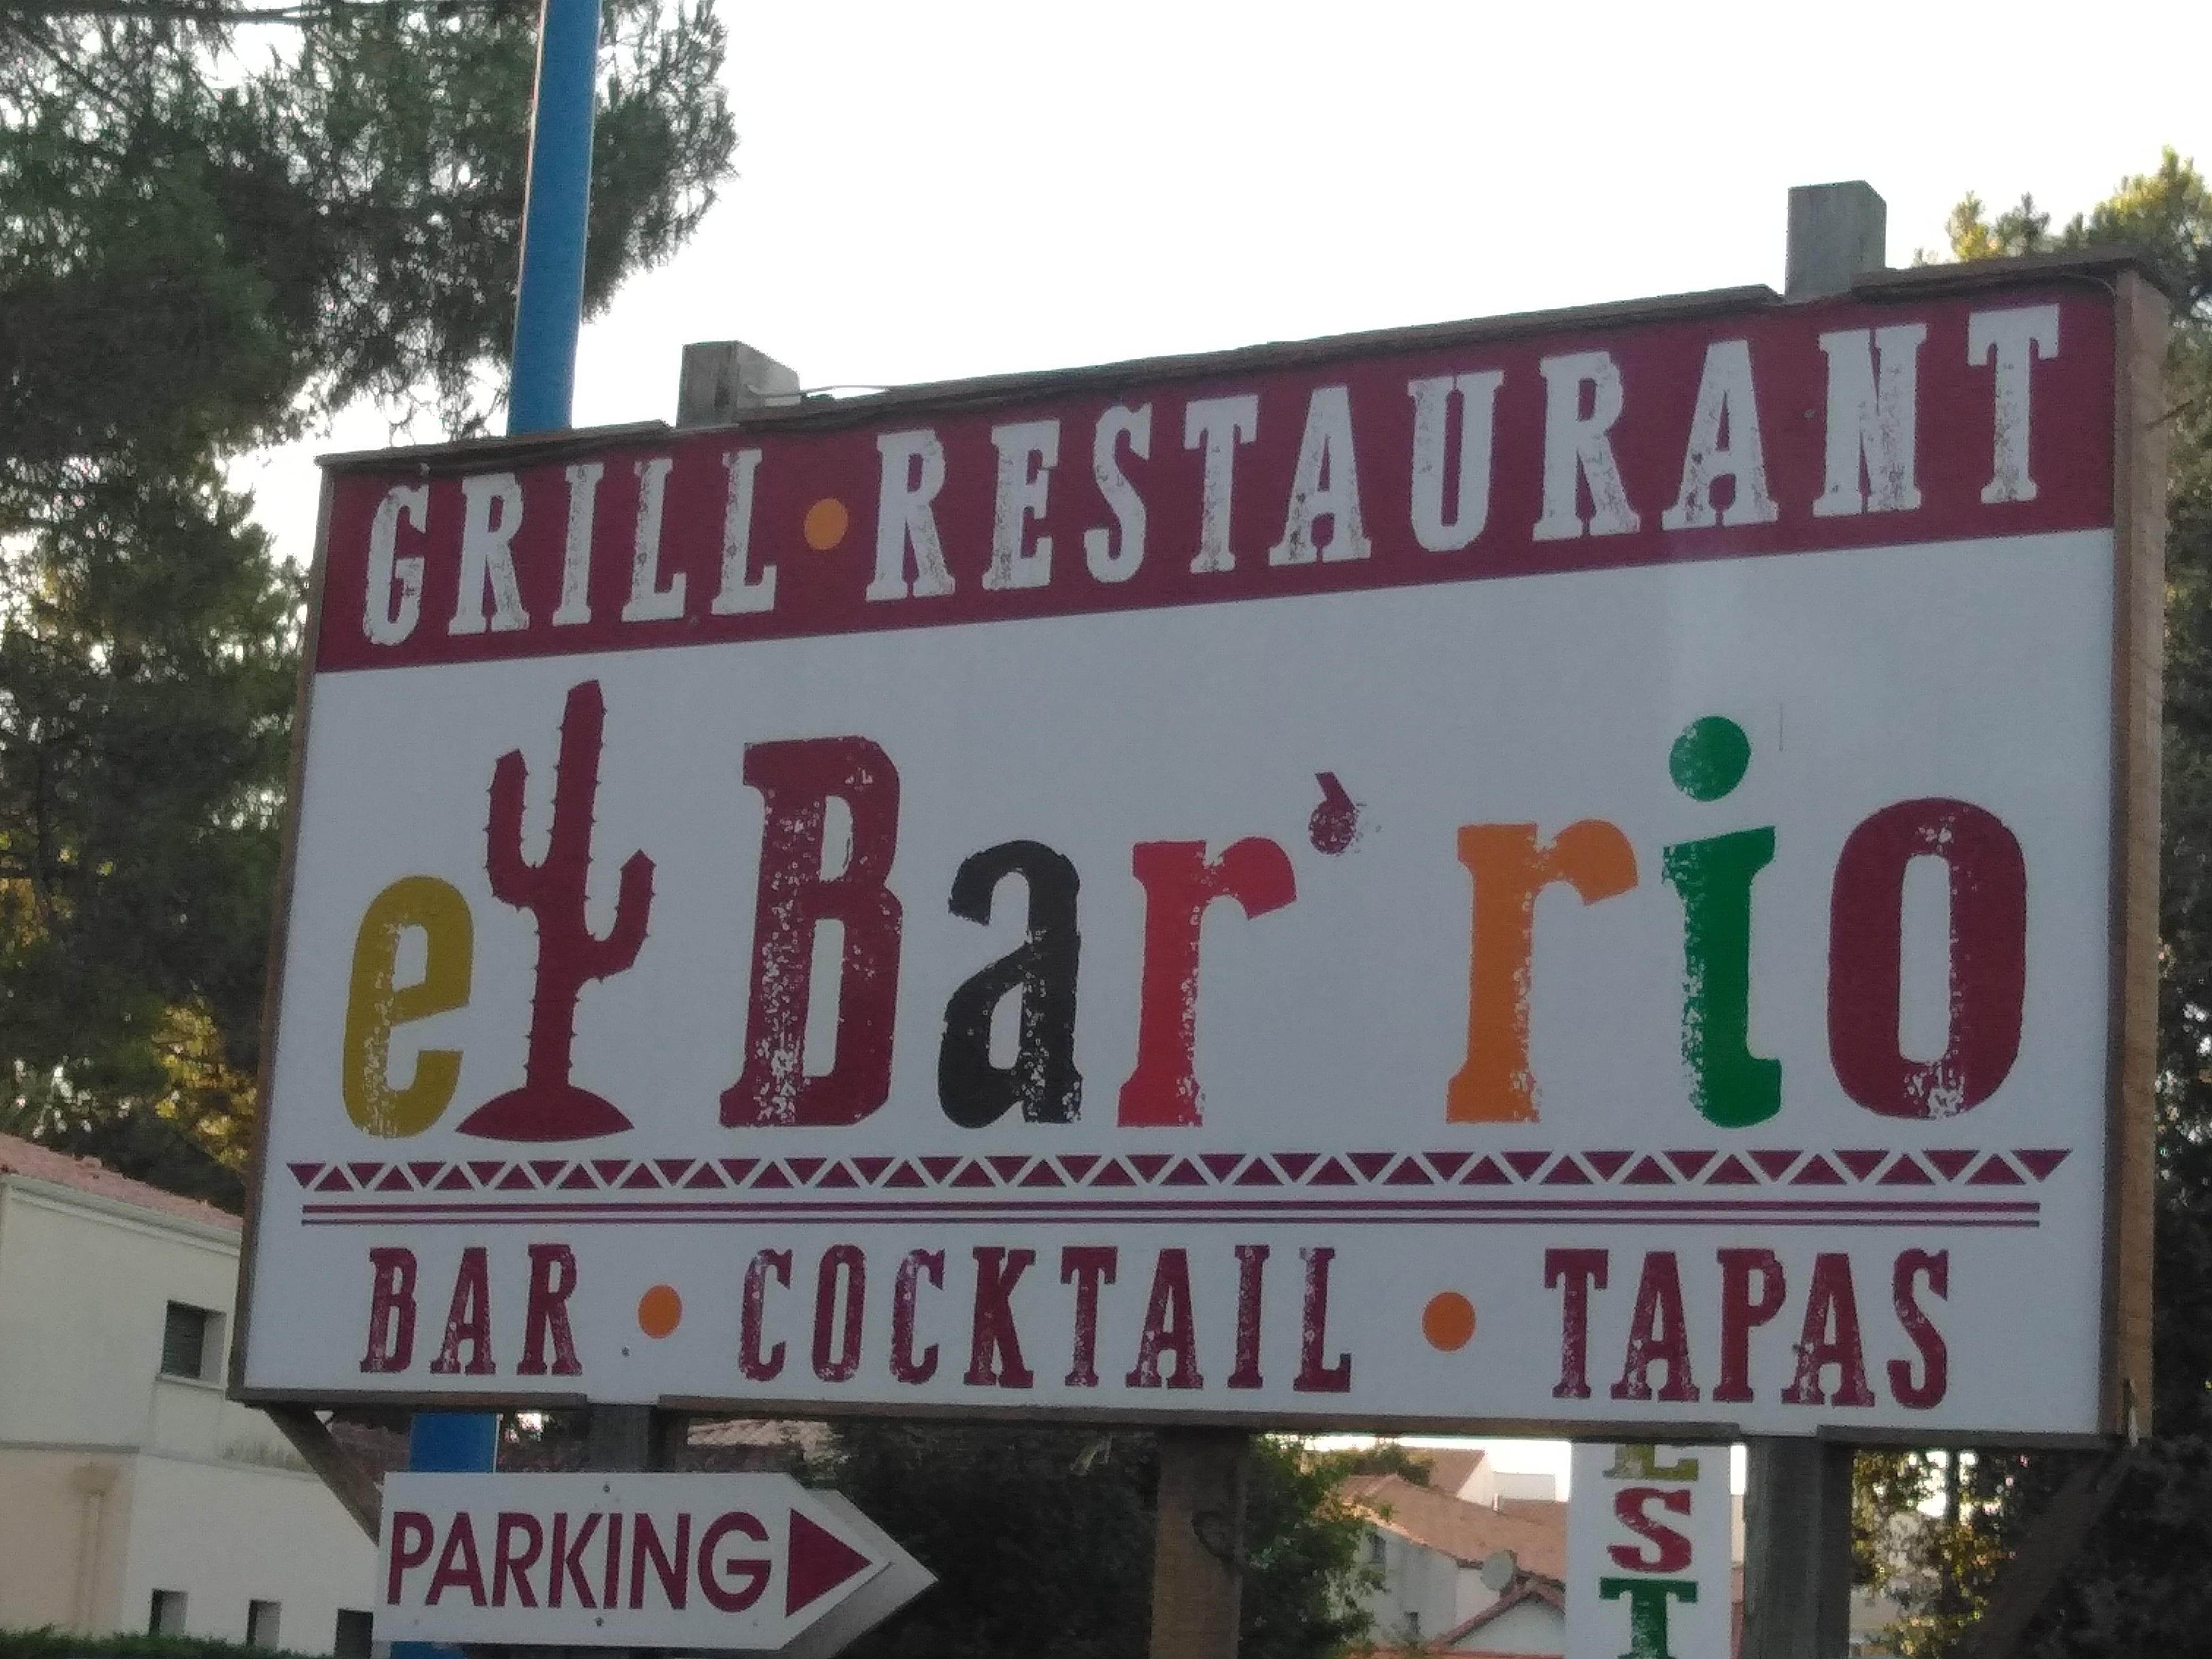 GRILL • RESTAURANT
el Bar'rio
BAR • COCKTAIL • TAPAS
PARKING